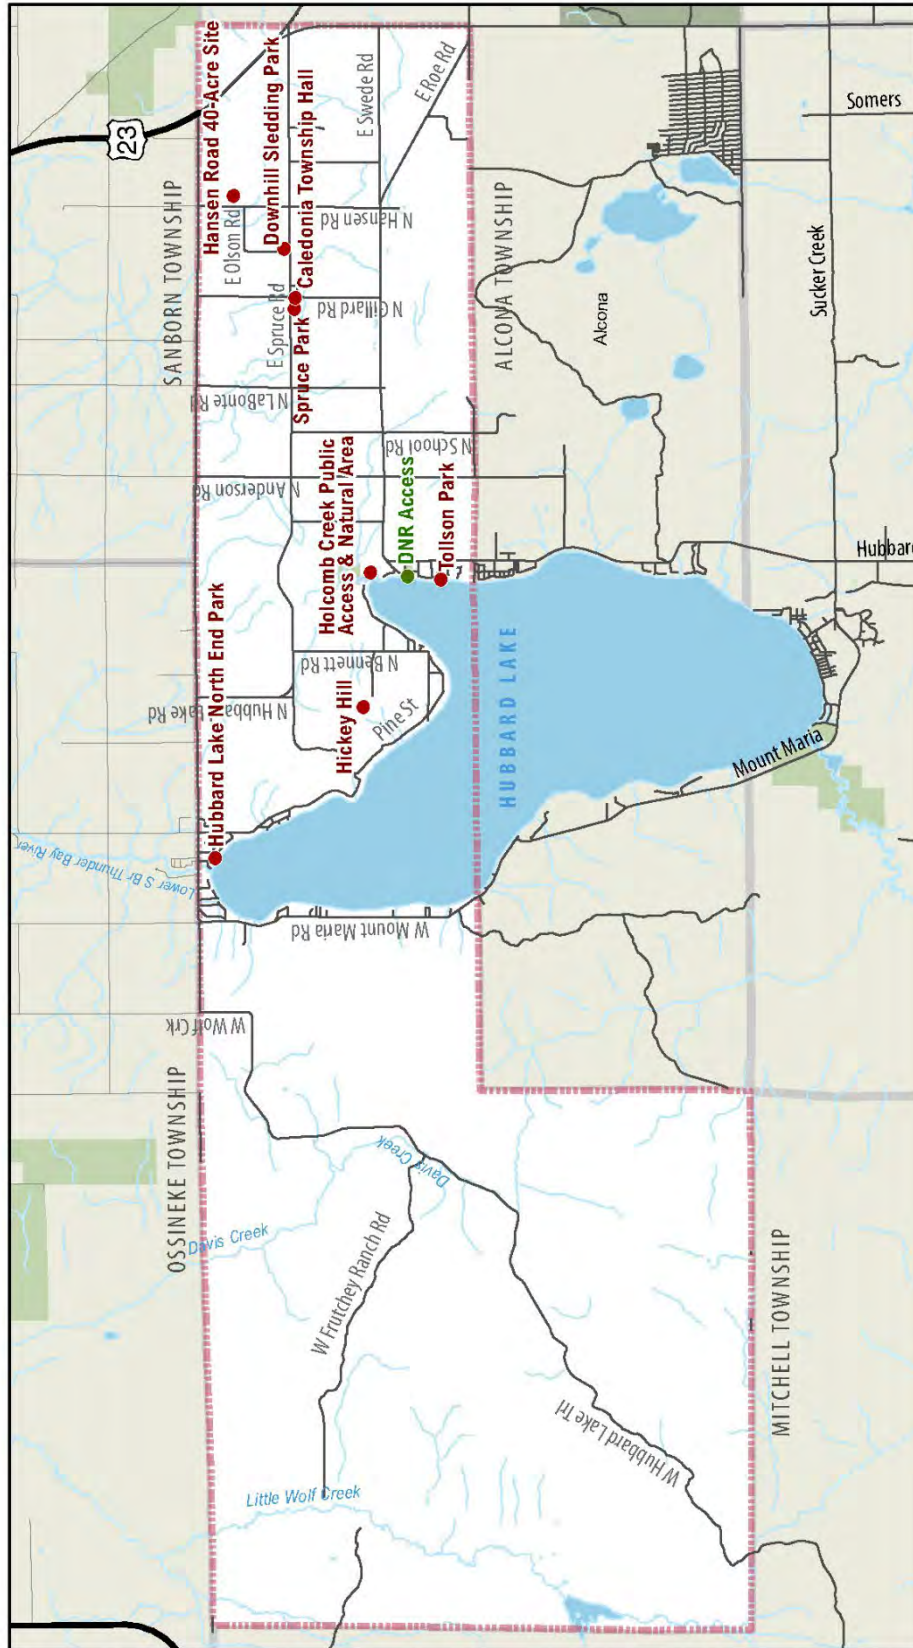 23
SANBORN TOWNSHIP
Hansen Road 40-Acre Site
E Olson Rd
Downhill Sledding Park
Caledonia Township Hall
E Spruce Rd
Spruce Park
E Swede Rd
E Roe Rd
N Hansen Rd
N Gillard Rd
N LaBonte Rd
N School Rd
N Anderson Rd
ALCONA TOWNSHIP
Alcona
Somers
Sucker Creek
Hubbard
Holcomb Creek Public
Access & Natural Area
DNR Access
Tollson Park
N Bennett Rd
Hickey Hill
Pine St
N Hubba Lake Rd
Hubbard Lake North End Park
Lower S Br Thunder Bay River
HUBBARD LAKE
Mount Maria
W Mount Maria Rd
W Wolf Crk
OSSINEKE TOWNSHIP
Davis Creek
Davis Creek
W Frutchey Ranch Rd
W Hubbard Lake Trl
Little Wolf Creek
MITCHELL TOWNSHIP